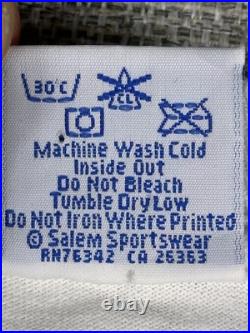 30°C
CL
Machine Wash Cold
Inside Out
Do Not Bleach
Tumble Dry Low
Do Not Iron Where Printed
© Salem Sportswear
RN76342 CA 25353